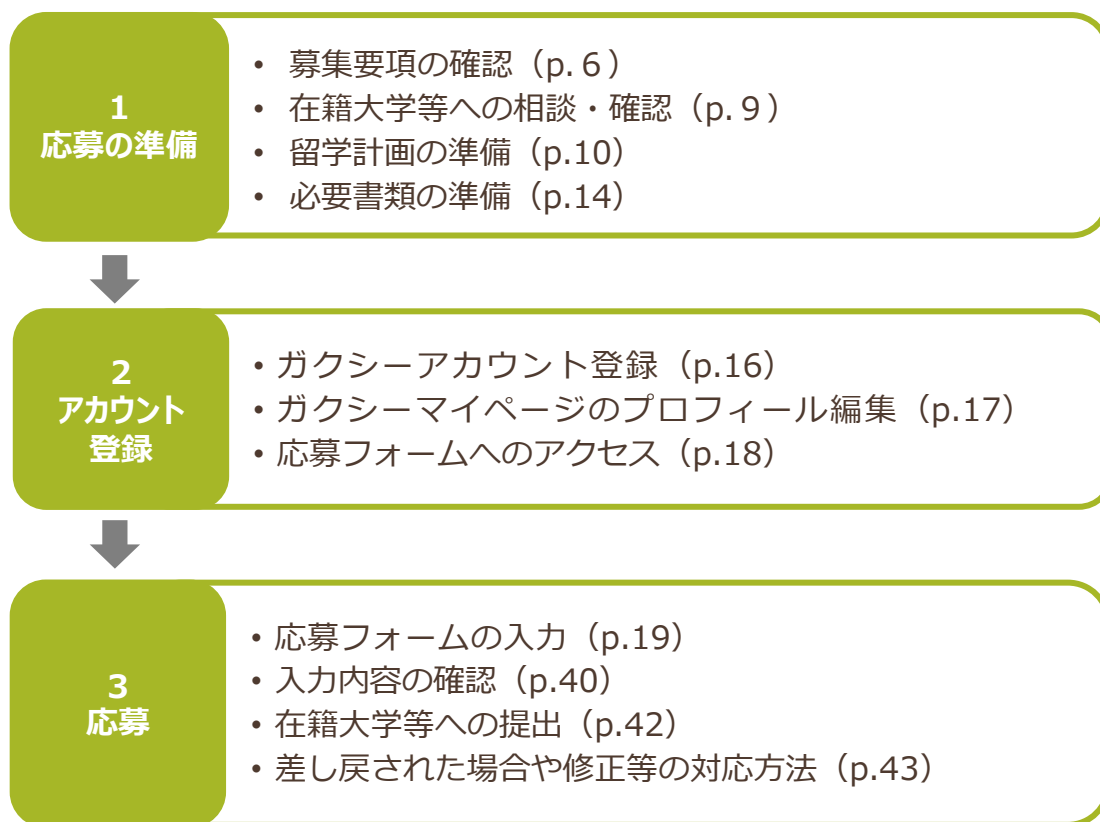 1
応募の準備
• 募集要項の確認（p.６）
• 在籍大学等への相談・確認（p.９）
• 留学計画の準備（p.10）
• 必要書類の準備（p.14）
2
アカウント
登録
• ガクシーアカウント登録（p.16）
• ガクシーマイページのプロフィール編集（p.17）
• 応募フォームへのアクセス（p.18）
3
応募
• 応募フォームの入力（p.19）
• 入力内容の確認（p.40）
• 在籍大学等への提出（p.42）
• 差し戻された場合や修正等の対応方法（p.43）